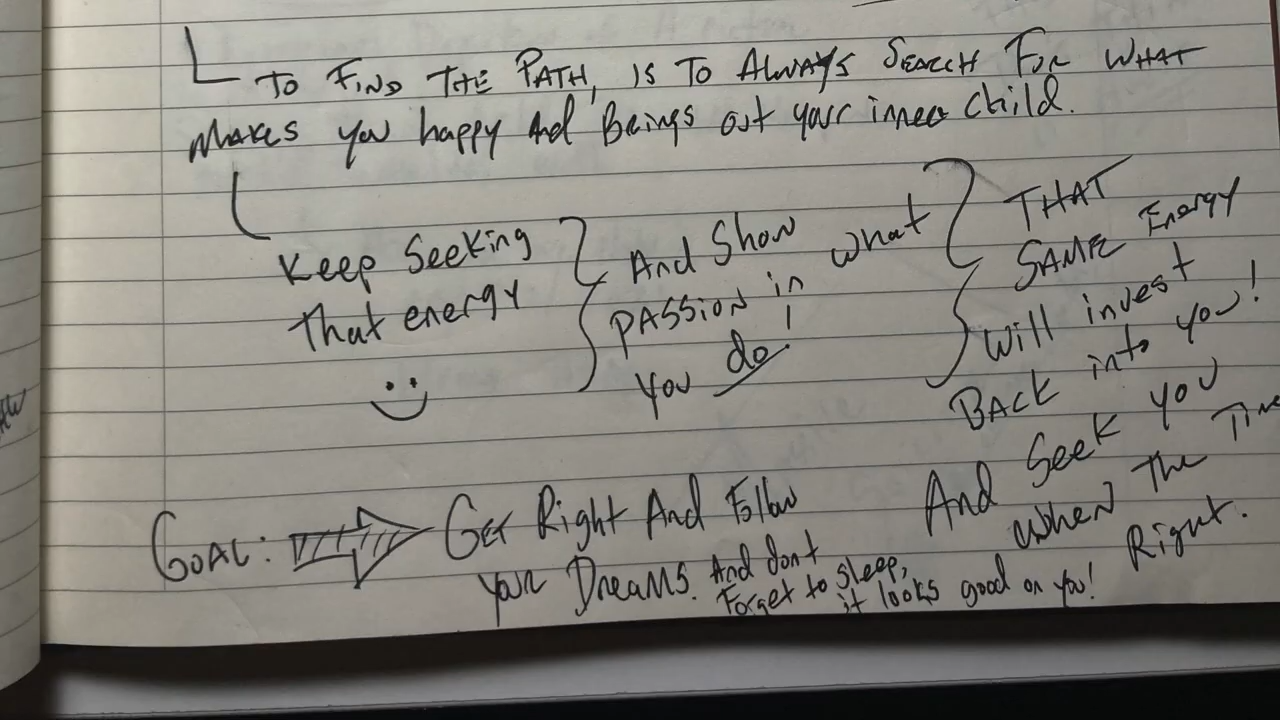 TO FIND THE PATH, IS TO ALWAYS SEARCH FOR WHAT
MAKES you happy And Brings out your inner child.
Keep Seeking
That energy
And Show
PASSION in what
you do!
THAT
SAME Energy
Will invest
BACK into you!
And Seek you
when The Time
Right.
GOAL: Get Right And Follow
your Dreams. And dont
Forget to sleep,
it looks good on you!